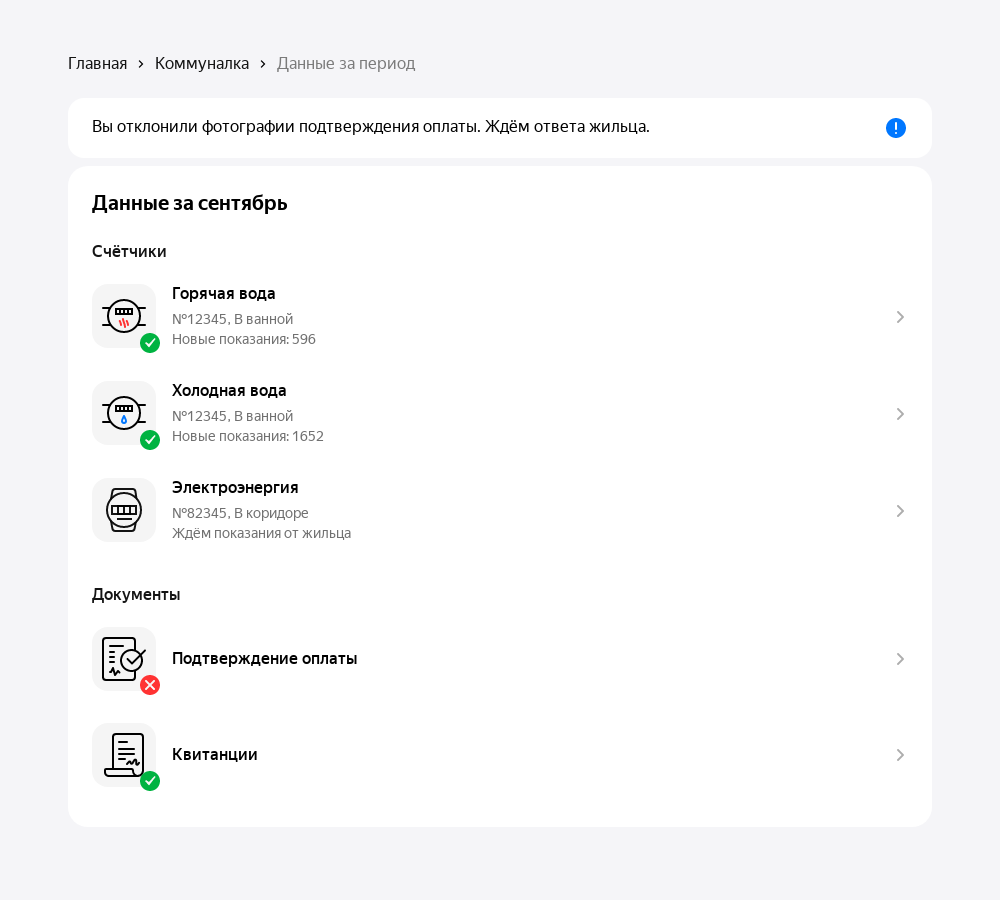 Главная › Коммуналка › Данные за период
Вы отклонили фотографии подтверждения оплаты. Ждём ответа жильца.
Данные за сентябрь
Счётчики
Горячая вода
№12345, В ванной
Новые показания: 596
Холодная вода
№12345, В ванной
Новые показания: 1652
Электроэнергия
№82345, В коридоре
Ждём показания от жильца
Документы
Подтверждение оплаты
Квитанции